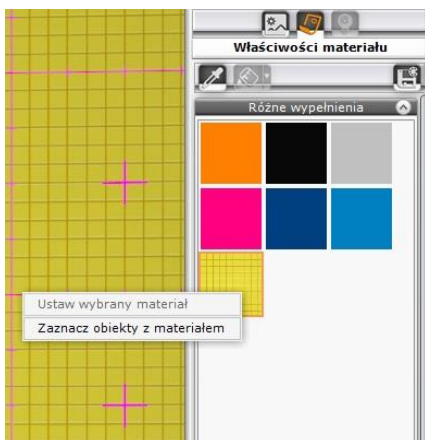 Właściwości materiału
Różne wypełnienia
Ustaw wybrany materiał
Zaznacz obiekty z materiałem